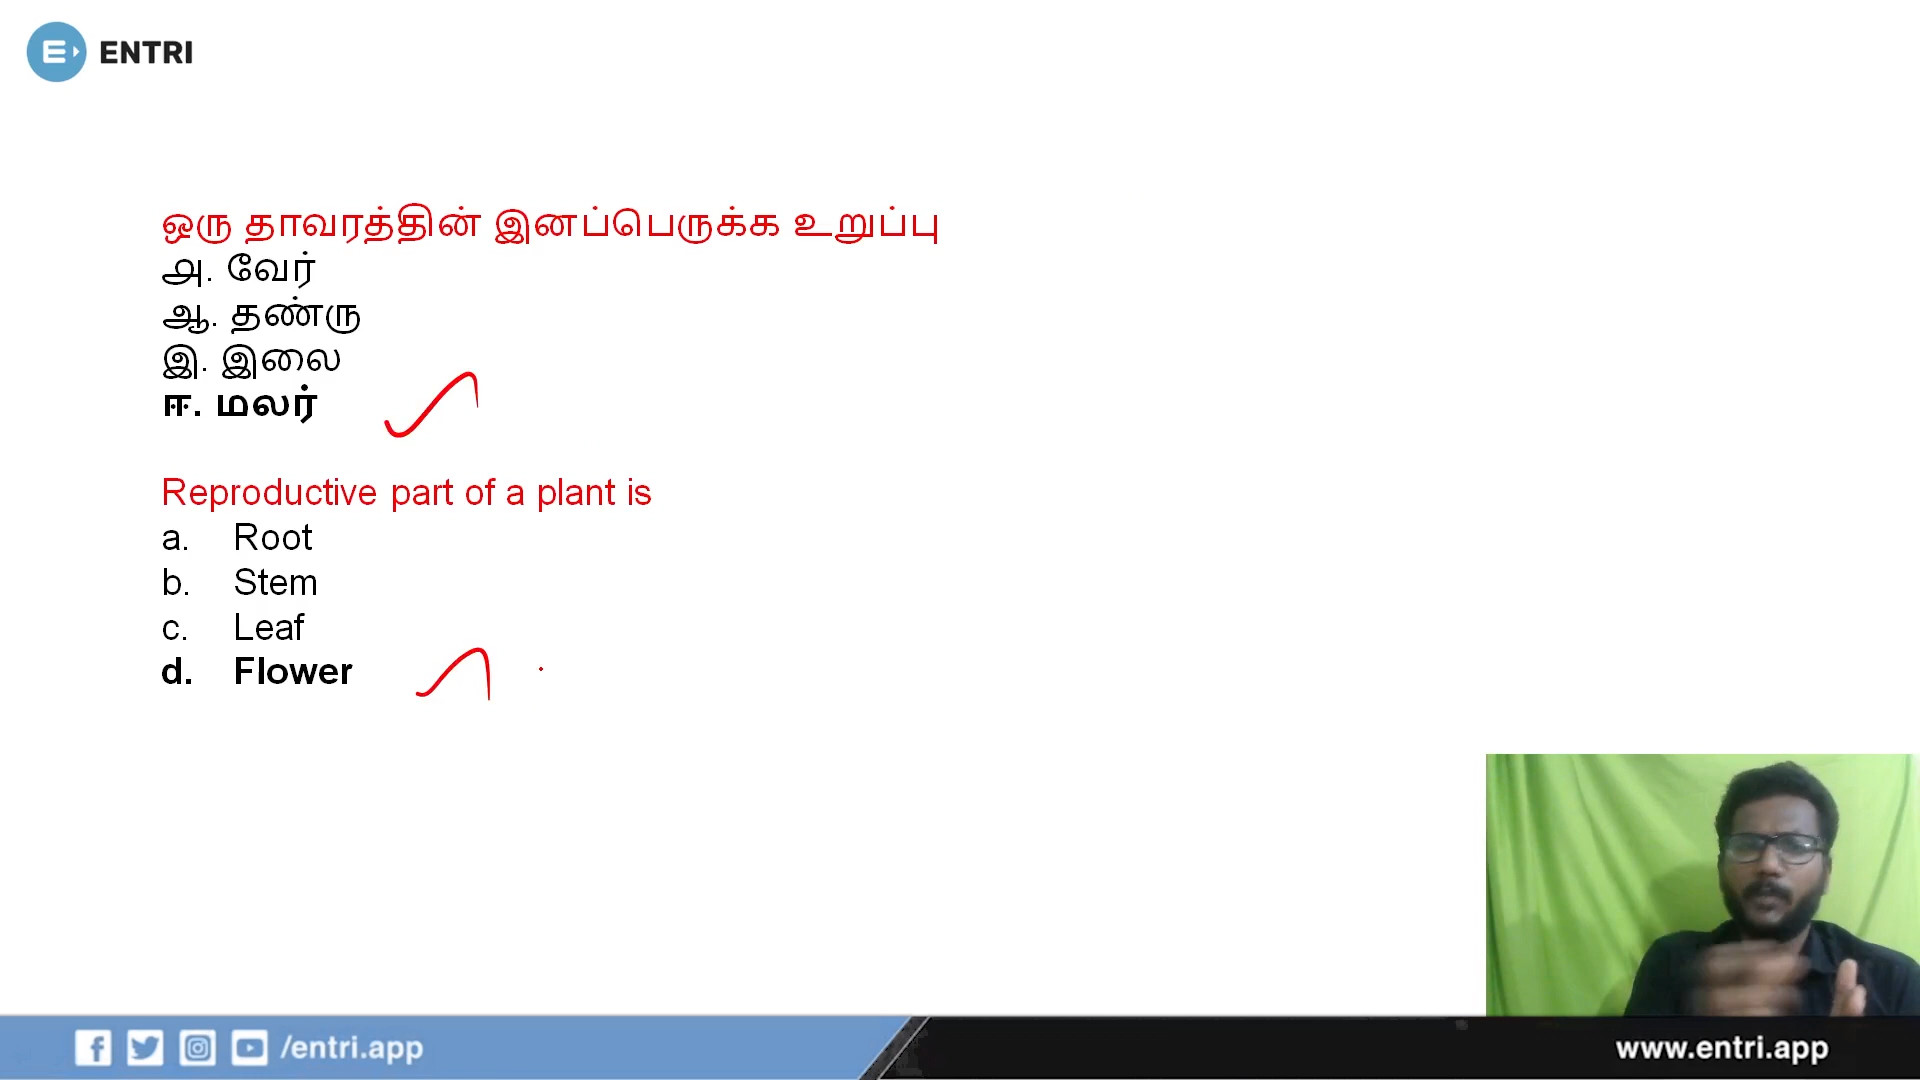 ENTRI
ஒரு தாவரத்தின் இனப்பெருக்க உறுப்பு
அ. வேர்
ஆ. தண்ரு
இ. இலை
ஈ. மலர்
Reproductive part of a plant is
a. Root
b. Stem
c. Leaf
d. Flower
/entri.app
www.entri.app